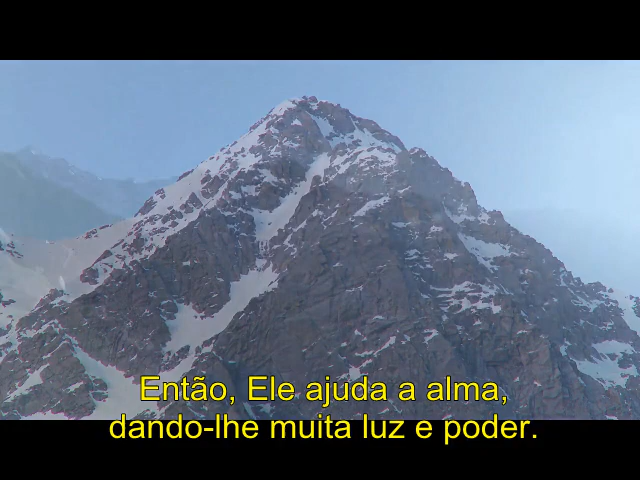 Então, Ele ajuda a alma,
dando-lhe muita luz e poder.